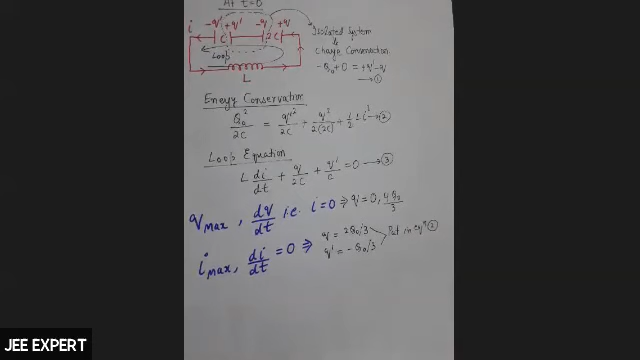 At t=0
i -q' +q' -q +q
C 2C
Loop
L
Isolated system
&
Charge Conservation
-Q₀ + 0 = +q' - q
→ ①
Energy Conservation
Q₀²/2C = q'²/2C + q²/2(2C) + 1/2 Li² → ②
Loop Equation
L di/dt + q/2C + q'/C = 0 → ③
q max, dq/dt i.e. i=0 ⇒ q = 0, 4Q₀/3
i max, di/dt = 0 ⇒ q = 2Q₀/3
q' = -Q₀/3
Put in eqⁿ ②
JEE EXPERT